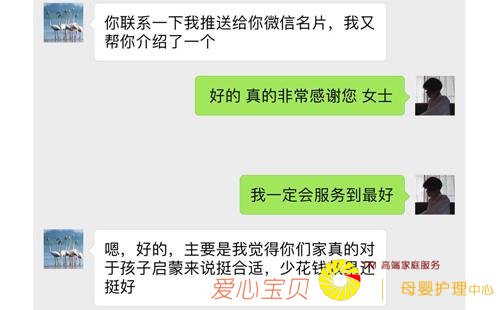 你联系一下我推送给你微信名片，我又
帮你介绍了一个
好的 真的非常感谢您 女士
我一定会服务到最好
嗯，好的，主要是我觉得你们家真的对
于孩子启蒙来说挺合适，少花钱效果还
挺好
TM 高端家庭服务
爱心宝贝
母婴护理中心